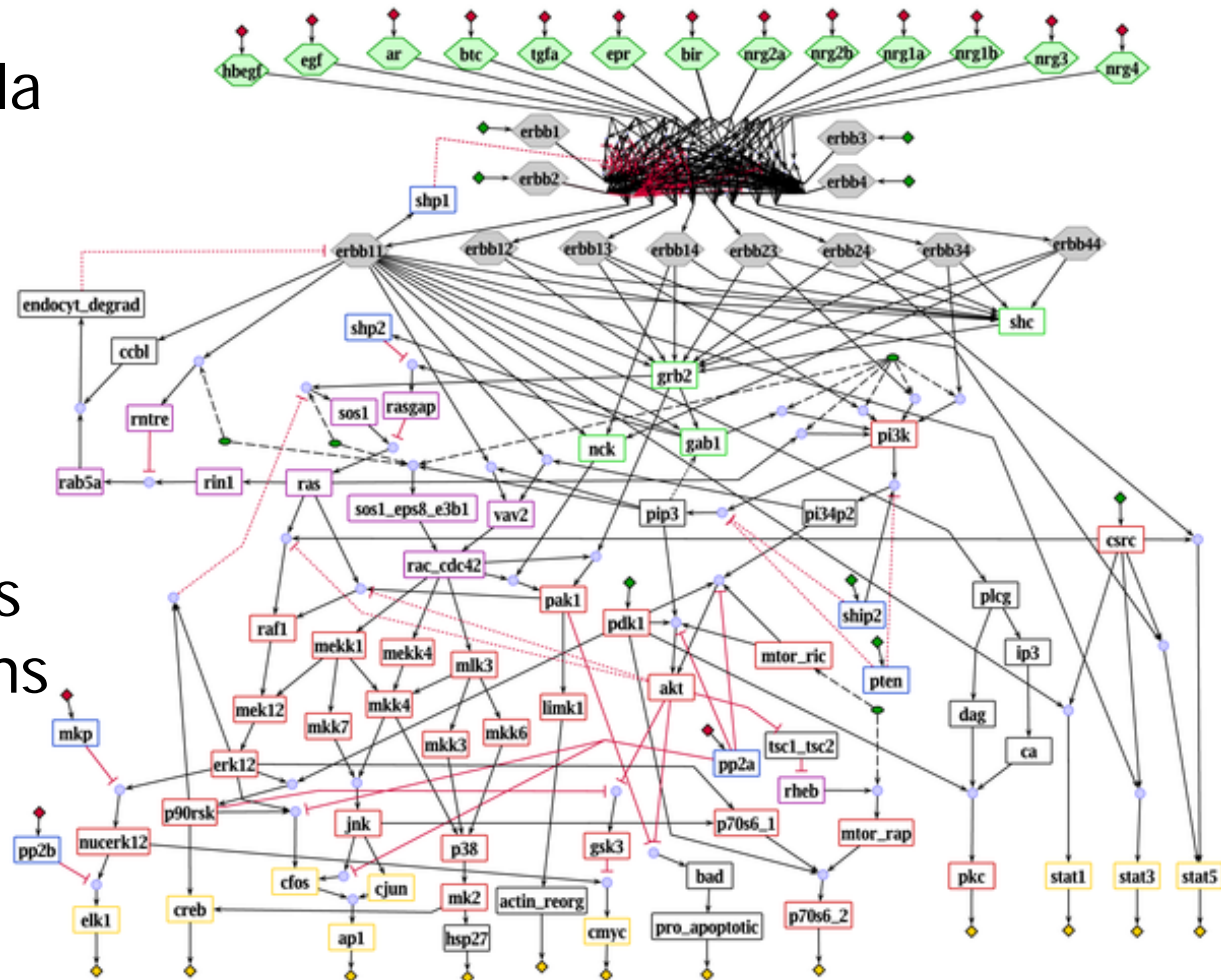 la
s
ns
hbegf egf ar btc tgfa epr bir nrg2a nrg2b nrg1a nrg1b nrg3 nrg4
erbb1 erbb3
erbb2 erbb4
shp1
erbb11 erbb12 erbb13 erbb14 erbb23 erbb24 erbb34 erbb44
endocyt_degrad
shp2 shc
ccbl
grb2
rntre sos1 rasgap
nck gab1 pi3k
rab5a rin1 ras
sos1_eps8_e3b1 vav2 pip3 pi34p2
csrc
rac_cdc42
pak1 plcg
raf1 pdk1 ship2
mekk1 mekk4 mlk3 mtor_ric ip3
akt pten
mek12 mkk7 mkk4 limk1 dag
mkp mkk3 mkk6 tsc1_tsc2 ca
erk12 pp2a
rheb
p90rsk jnk p70s6_1 mtor_rap
nucerk12 p38 gsk3
pp2b
cfos cjun mk2 bad pkc stat1 stat3 stat5
elk1 creb actin_reorg
ap1 hsp27 cmyc pro_apoptotic p70s6_2